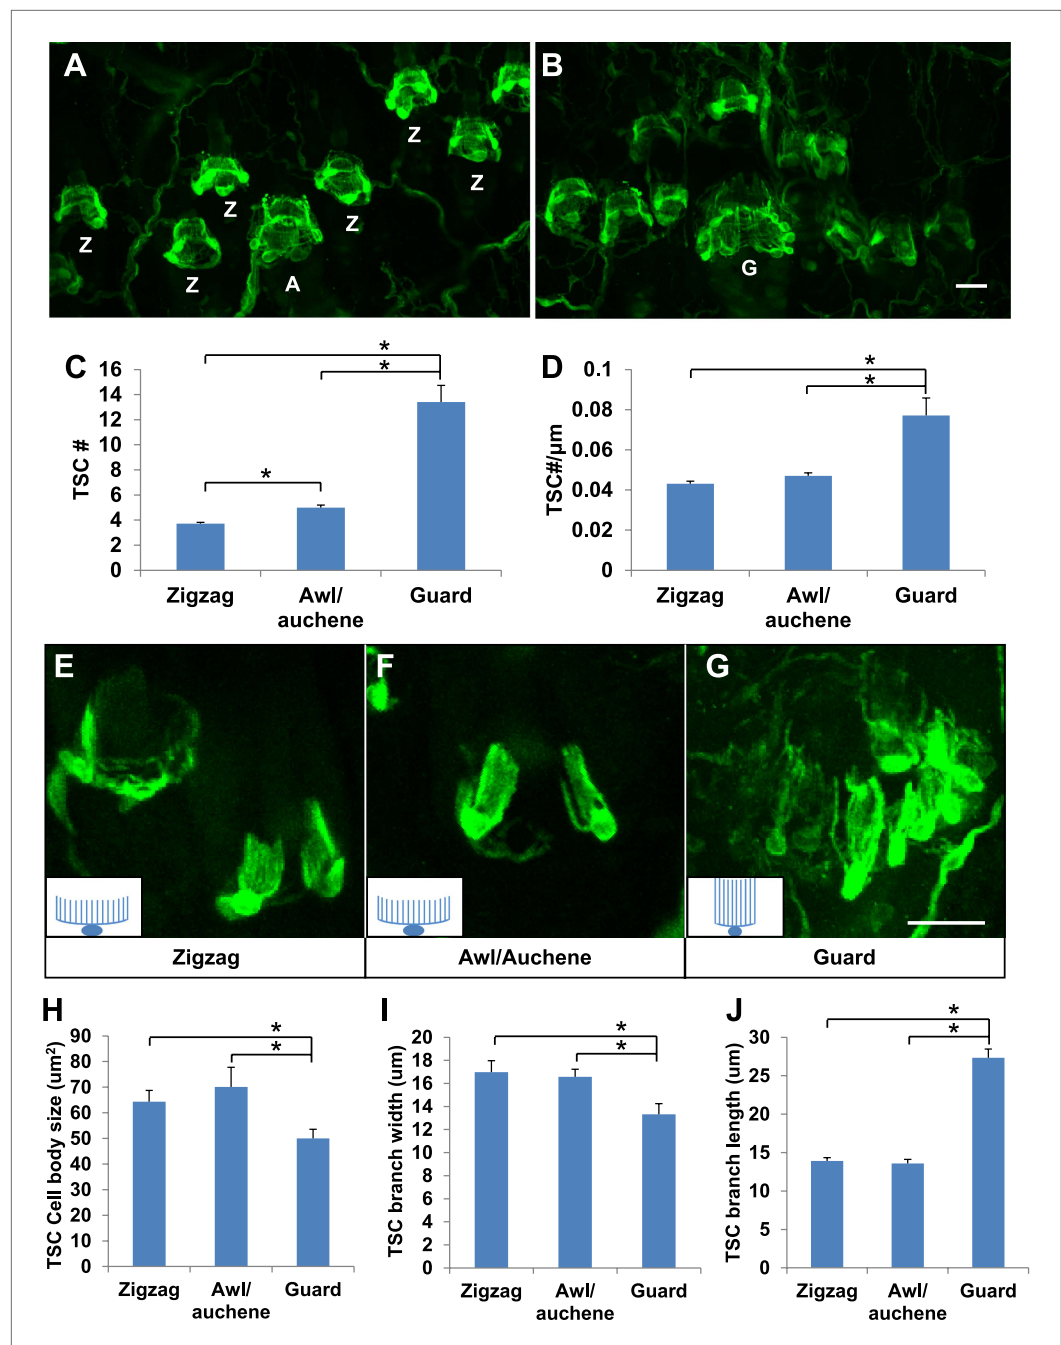 A
Z
Z
Z
Z
Z
Z
A
B
G
C
TSC #
16
14
12
10
8
6
4
2
0
*
*
*
Zigzag
Awl/
auchene
Guard
D
TSC#/µm
0.1
0.08
0.06
0.04
0.02
0
*
*
Zigzag
Awl/
auchene
Guard
E
F
G
Zigzag
Awl/Auchene
Guard
H
TSC Cell body size (um²)
90
80
70
60
50
40
30
20
10
0
*
*
Zigzag
Awl/
auchene
Guard
I
TSC branch width (um)
20
18
16
14
12
10
8
6
4
2
0
*
*
Zigzag
Awl/
auchene
Guard
J
TSC branch length (um)
30
25
20
15
10
5
0
*
*
Zigzag
Awl/
auchene
Guard